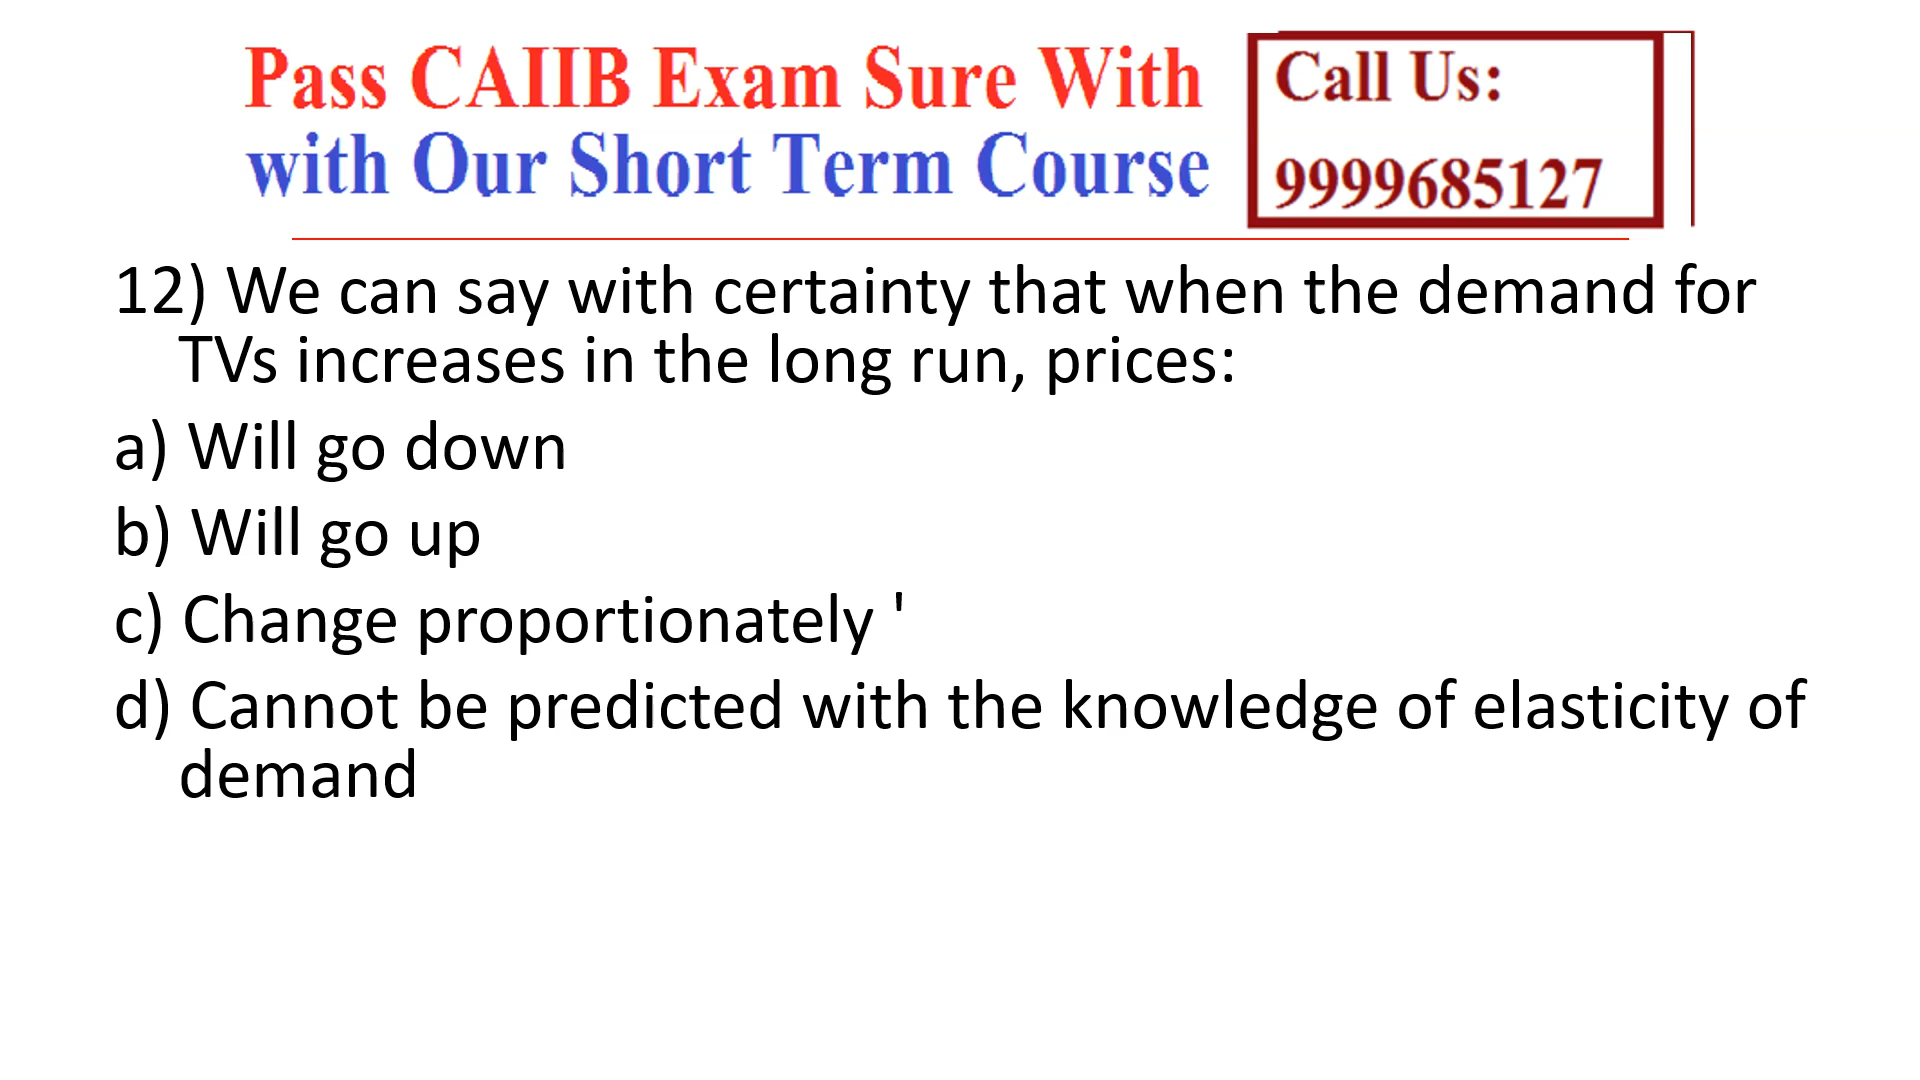 Pass CAIIB Exam Sure With
with Our Short Term Course
Call Us:
9999685127
12) We can say with certainty that when the demand for
TVs increases in the long run, prices:
a) Will go down
b) Will go up
c) Change proportionately '
d) Cannot be predicted with the knowledge of elasticity of
demand